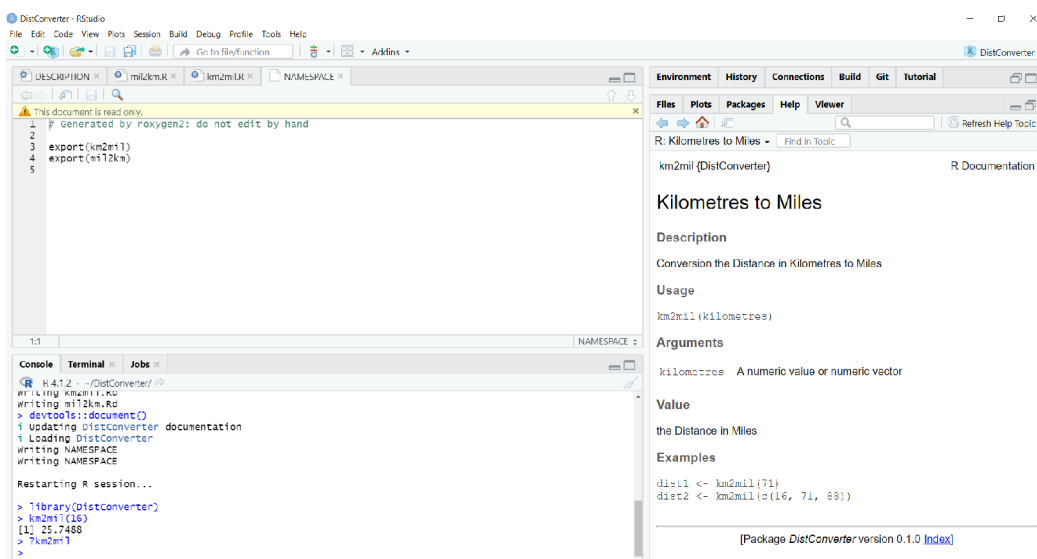 DistConverter - RStudio
File Edit Code View Plots Session Build Debug Profile Tools Help
Go to file/function Addins DistConverter
DESCRIPTION mil2km.R km2mil.R NAMESPACE
This document is read only.
1 # Generated by roxygen2: do not edit by hand
2
3 export(km2mil)
4 export(mil2km)
5
1:1 NAMESPACE
Console Terminal Jobs
R 4.1.2 · ~/DistConverter/
Writing km2mil.Rd
Writing mil2km.Rd
> devtools::document()
i Updating DistConverter documentation
i Loading DistConverter
Writing NAMESPACE
Writing NAMESPACE
Restarting R session...
> library(DistConverter)
> km2mil(16)
[1] 25.7488
> ?km2mil
>
Environment History Connections Build Git Tutorial
Files Plots Packages Help Viewer
Refresh Help Topic
R: Kilometres to Miles Find in Topic
km2mil {DistConverter} R Documentation
Kilometres to Miles
Description
Conversion the Distance in Kilometres to Miles
Usage
km2mil(kilometres)
Arguments
kilometres A numeric value or numeric vector
Value
the Distance in Miles
Examples
dist1 <- km2mil(71)
dist2 <- km2mil(c(16, 71, 88))
[Package DistConverter version 0.1.0 Index]